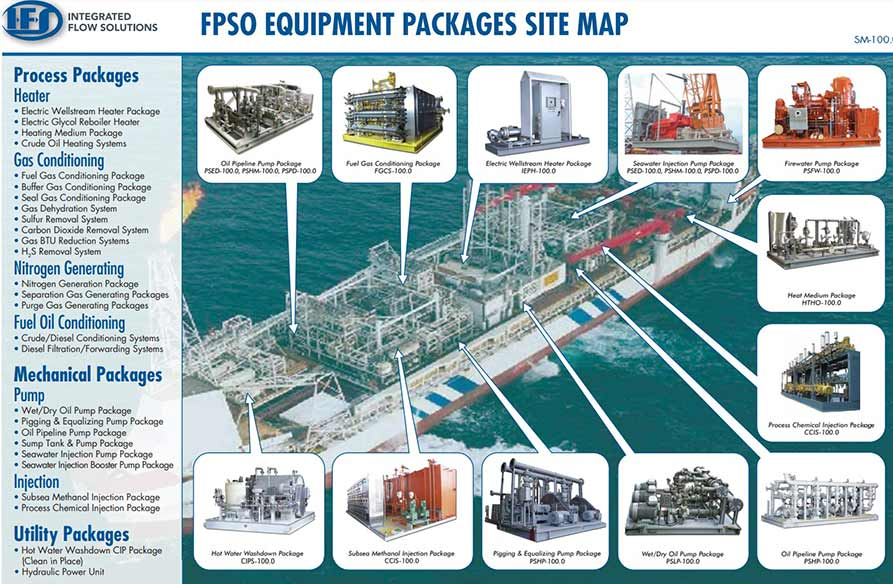 IFS
INTEGRATED
FLOW SOLUTIONS
FPSO EQUIPMENT PACKAGES SITE MAP
SM-100.0
Process Packages
Heater
• Electric Wellstream Heater Package
• Electric Glycol Reboiler Heater
• Heating Medium Package
• Crude Oil Heating Systems
Gas Conditioning
• Fuel Gas Conditioning Package
• Buffer Gas Conditioning Package
• Seal Gas Conditioning Package
• Gas Dehydration System
• Sulfur Removal System
• Carbon Dioxide Removal System
• Gas BTU Reduction Systems
• H₂S Removal System
Nitrogen Generating
• Nitrogen Generation Package
• Separation Gas Generating Packages
• Purge Gas Generating Packages
Fuel Oil Conditioning
• Crude/Diesel Conditioning Systems
• Diesel Filtration/Forwarding Systems
Mechanical Packages
Pump
• Wet/Dry Oil Pump Package
• Pigging & Equalizing Pump Package
• Oil Pipeline Pump Package
• Sump Tank & Pump Package
• Seawater Injection Pump Package
• Seawater Injection Booster Pump Package
Injection
• Subsea Methanol Injection Package
• Process Chemical Injection Package
Utility Packages
• Hot Water Washdown CIP Package
(Clean in Place)
• Hydraulic Power Unit
Oil Pipeline Pump Package
PSED-100.0, PSHM-100.0, PSPD-100.0
Fuel Gas Conditioning Package
FGCS-100.0
Electric Wellstream Heater Package
IEPH-100.0
Seawater Injection Pump Package
PSED-100.0, PSHM-100.0, PSPD-100.0
Firewater Pump Package
PSFW-100.0
Heat Medium Package
HTHO-100.0
Process Chemical Injection Package
CCIS-100.0
Hot Water Washdown Package
CIPS-100.0
Subsea Methanol Injection Package
CCIS-100.0
Pigging & Equalizing Pump Package
PSHP-100.0
Wet/Dry Oil Pump Package
PSLP-100.0
Oil Pipeline Pump Package
PSHP-100.0